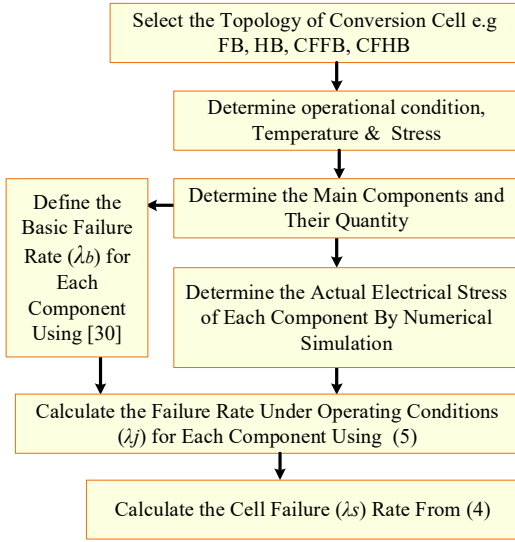 Select the Topology of Conversion Cell e.g
FB, HB, CFFB, CFHB
Determine operational condition,
Temperature & Stress
Determine the Main Components and
Their Quantity
Define the
Basic Failure
Rate (λb) for
Each
Component
Using [30]
Determine the Actual Electrical Stress
of Each Component By Numerical
Simulation
Calculate the Failure Rate Under Operating Conditions
(λj) for Each Component Using (5)
Calculate the Cell Failure (λs) Rate From (4)